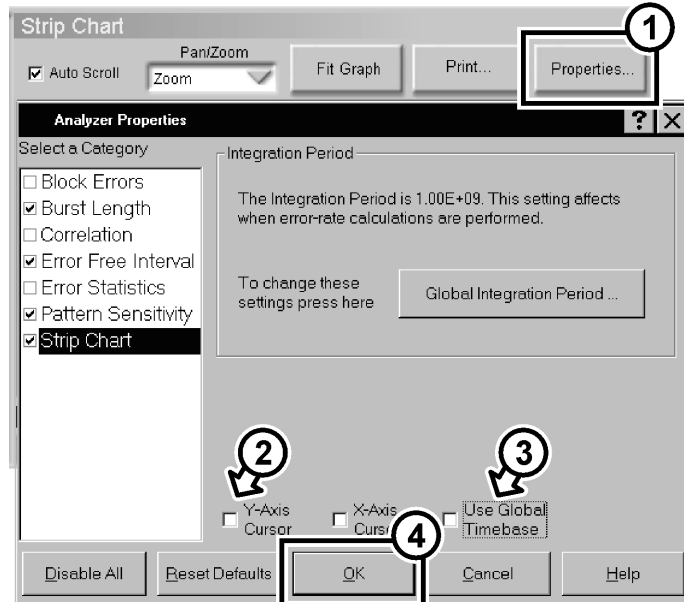 Strip Chart
1
Pan/Zoom
Auto Scroll
Zoom
Fit Graph
Print...
Properties...
Analyzer Properties
? X
Select a Category
Integration Period
Block Errors
Burst Length
Correlation
Error Free Interval
Error Statistics
Pattern Sensitivity
Strip Chart
The Integration Period is 1.00E+09. This setting affects
when error-rate calculations are performed.
To change these
settings press here
Global Integration Period ...
2
3
Y-Axis
Cursor
X-Axis
Use Global
Timebase
4
Disable All
Reset Defaults
OK
Cancel
Help